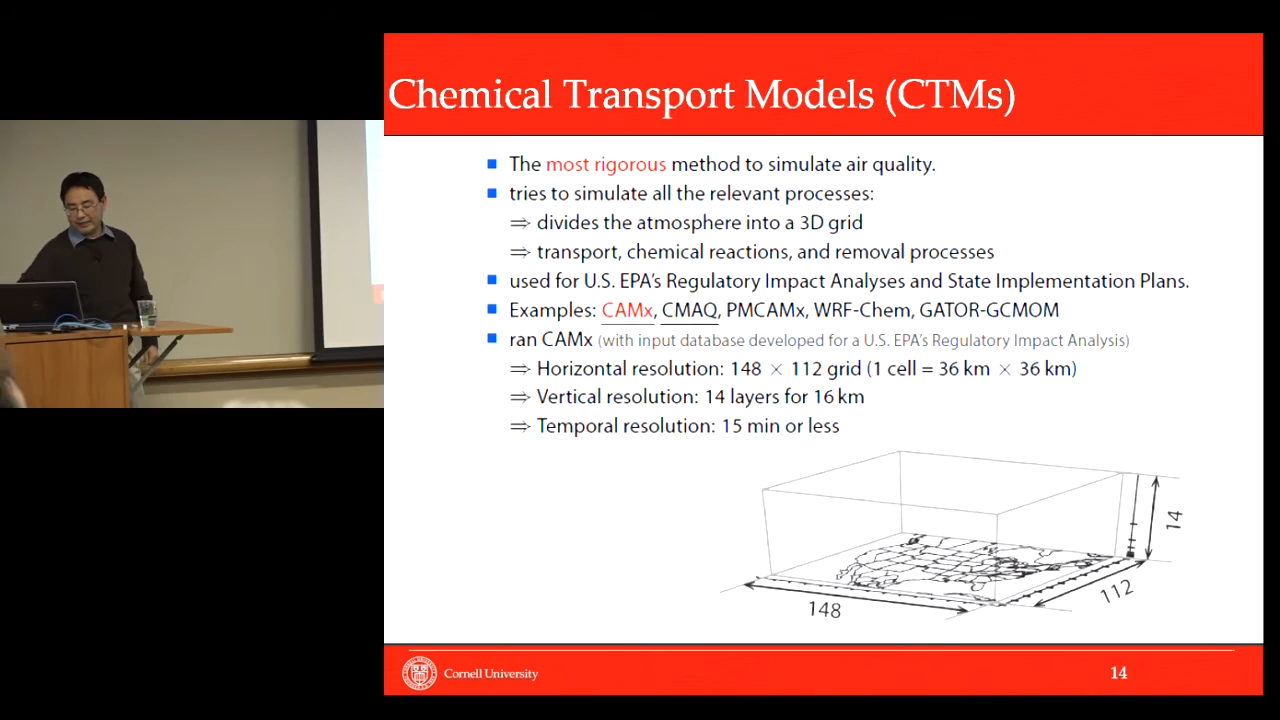 Chemical Transport Models (CTMs)
The most rigorous method to simulate air quality.
tries to simulate all the relevant processes:
⇒ divides the atmosphere into a 3D grid
⇒ transport, chemical reactions, and removal processes
used for U.S. EPA's Regulatory Impact Analyses and State Implementation Plans.
Examples: CAMx, CMAQ, PMCAMx, WRF-Chem, GATOR-GCMOM
ran CAMx (with input database developed for a U.S. EPA's Regulatory Impact Analysis)
⇒ Horizontal resolution: 148 × 112 grid (1 cell = 36 km × 36 km)
⇒ Vertical resolution: 14 layers for 16 km
⇒ Temporal resolution: 15 min or less
14
112
148
Cornell University
14